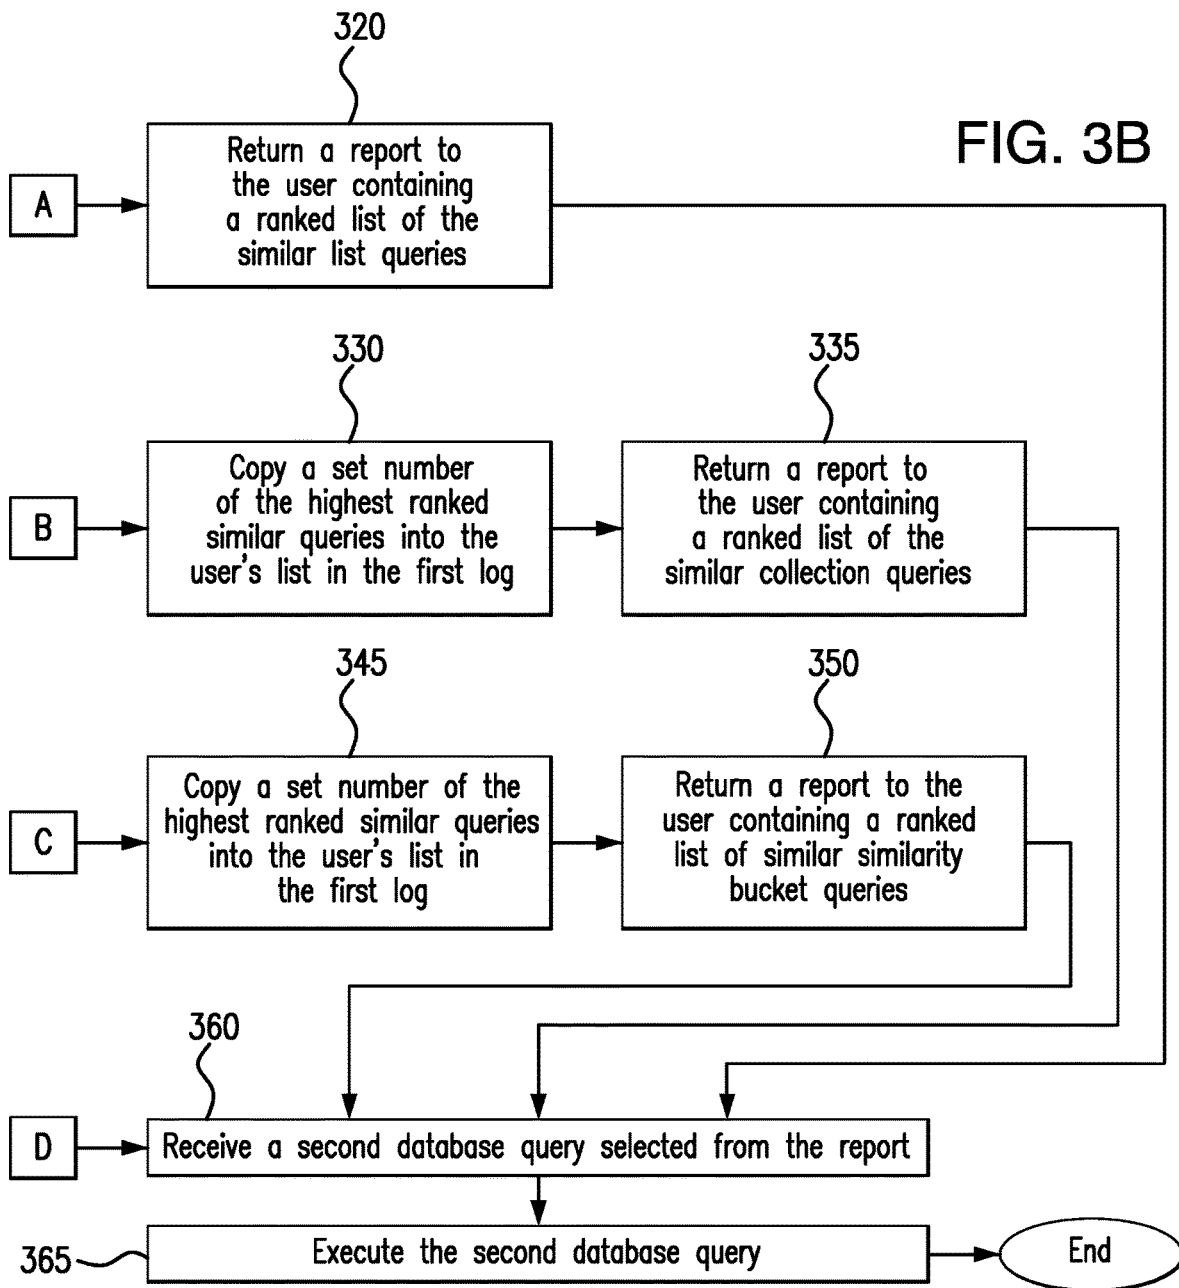 320
FIG. 3B
A
Return a report to
the user containing
a ranked list of the
similar list queries
330
335
B
Copy a set number
of the highest ranked
similar queries into the
user's list in the first log
Return a report to
the user containing
a ranked list of the
similar collection queries
345
350
C
Copy a set number of the
highest ranked similar queries
into the user's list in
the first log
Return a report to the
user containing a ranked
list of similar similarity
bucket queries
360
D
Receive a second database query selected from the report
365
Execute the second database query
End